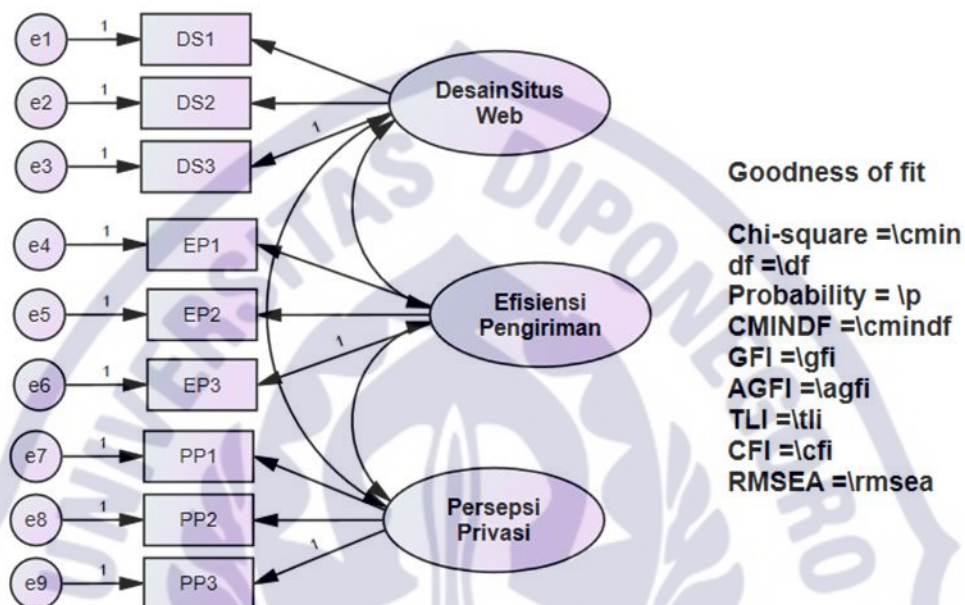 e1
1
DS1
e2
1
DS2
e3
1
DS3
1
DesainSitus
Web
e4
1
EP1
e5
1
EP2
e6
1
EP3
1
Efisiensi
Pengiriman
e7
1
PP1
e8
1
PP2
e9
1
PP3
1
Persepsi
Privasi
Goodness of fit
Chi-square =\cmin
df =\df
Probability = \p
CMINDF =\cmindf
GFI =\gfi
AGFI =\agfi
TLI =\tli
CFI =\cfi
RMSEA =\rmsea
UNIVERSITAS DIPONEGORO